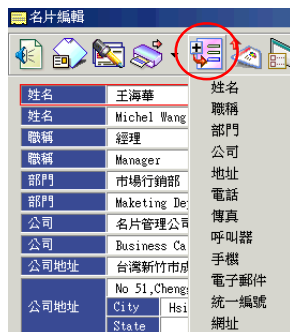 名片編輯
姓名 王海華
姓名 Michel Wang
職稱 經理
職稱 Manager
部門 市場行銷部
部門 Maketing De
公司 名片管理公司
公司 Business Ca
公司地址 台灣新竹市
公司地址 No 51,Cheng
City Hsi
State
姓名
職稱
部門
公司
地址
電話
傳真
呼叫器
手機
電子郵件
統一編號
網址